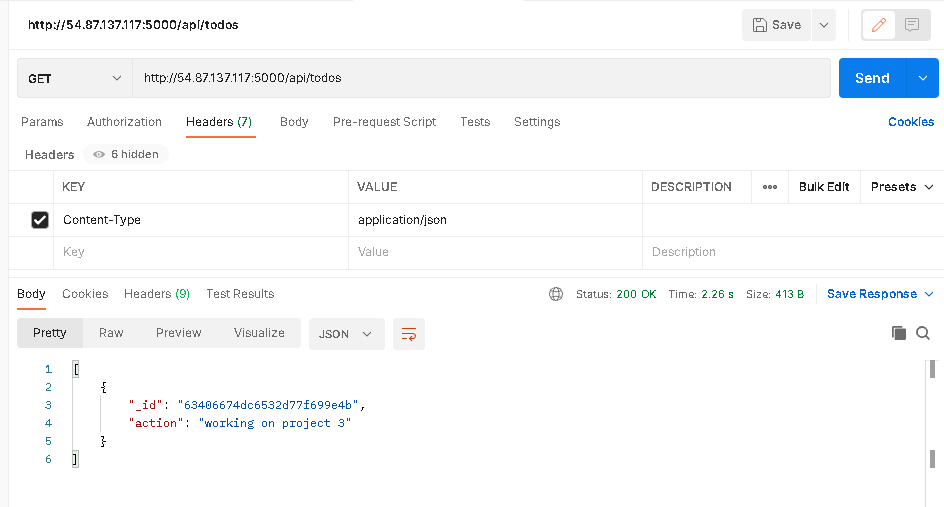 http://54.87.137.117:5000/api/todos Save
GET http://54.87.137.117:5000/api/todos Send
Params Authorization Headers (7) Body Pre-request Script Tests Settings Cookies
Headers 6 hidden
KEY VALUE DESCRIPTION ••• Bulk Edit Presets
Content-Type application/json
Key Value Description
Body Cookies Headers (9) Test Results Status: 200 OK Time: 2.26 s Size: 413 B Save Response
Pretty Raw Preview Visualize JSON
1 [
2 {
3 "_id": "63406674dc6532d77f699e4b",
4 "action": "working on project 3"
5 }
6 ]